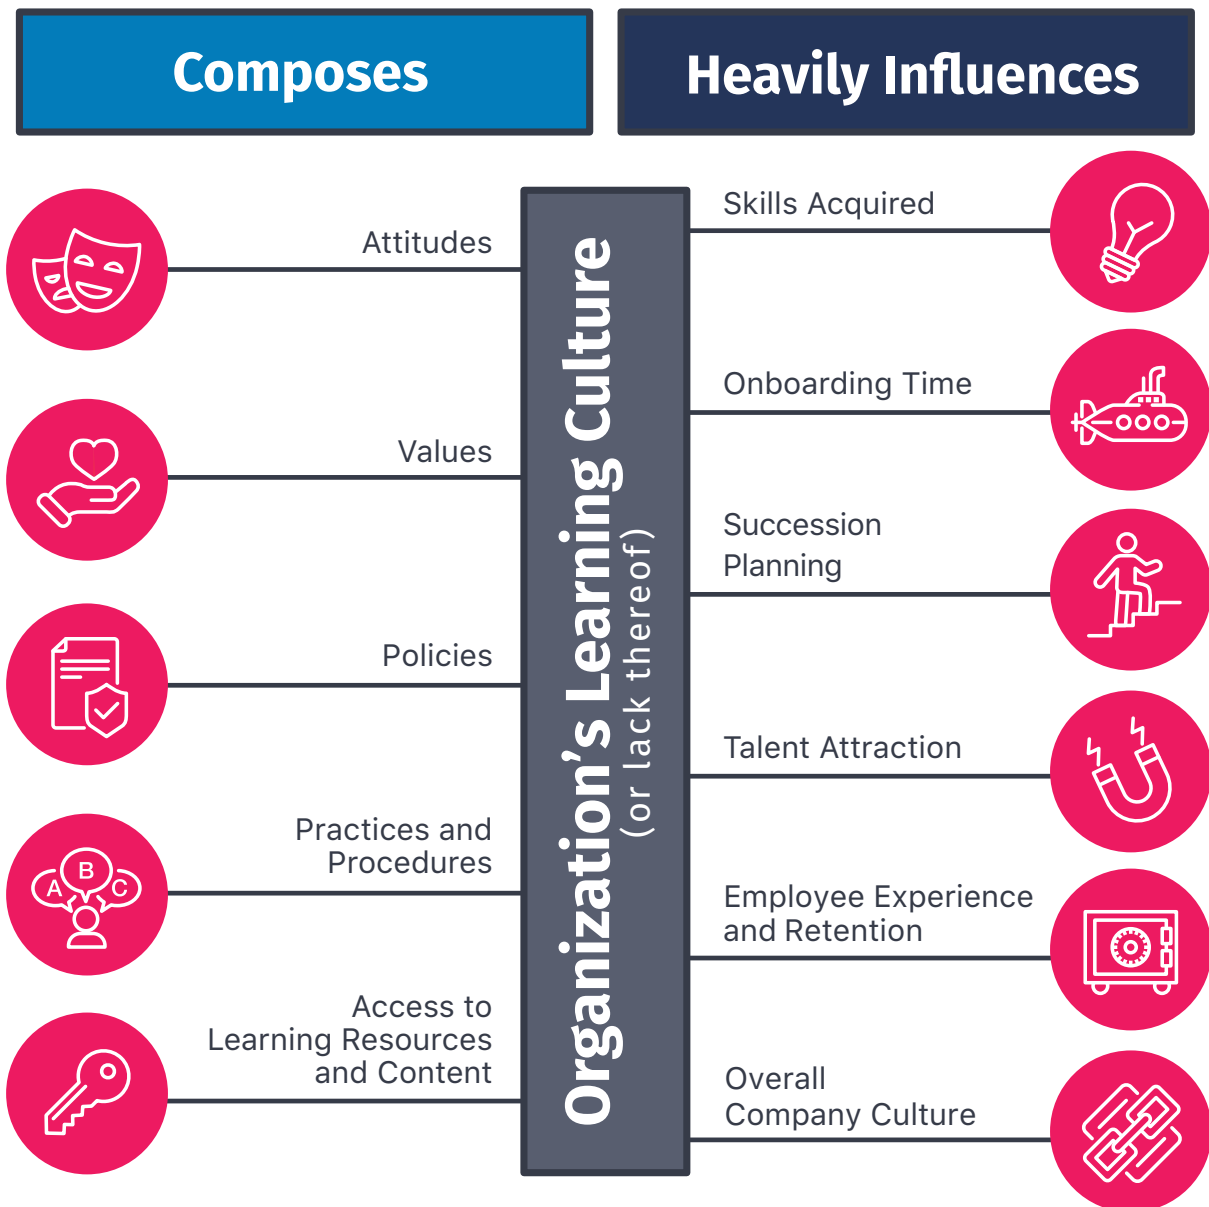 Composes
Heavily Influences
Attitudes
Values
Policies
Practices and
Procedures
A
B
C
Access to
Learning Resources
and Content
Organization’s Learning Culture
(or lack thereof)
Skills Acquired
Onboarding Time
Succession
Planning
Talent Attraction
Employee Experience
and Retention
Overall
Company Culture